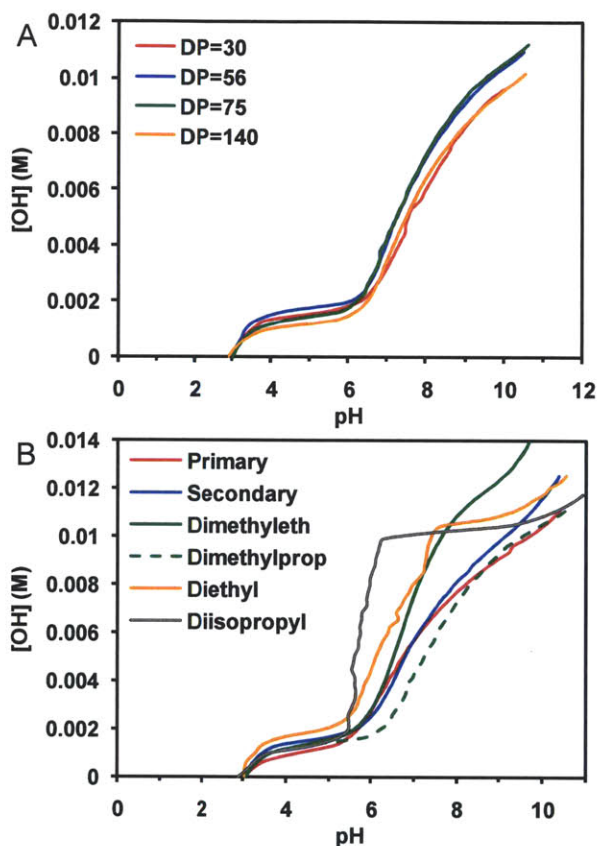 A
0.012
0.01
0.008
0.006
0.004
0.002
0
[OH] (M)
DP=30
DP=56
DP=75
DP=140
0 2 4 6 8 10 12
pH
B
0.014
0.012
0.01
0.008
0.006
0.004
0.002
0
[OH] (M)
Primary
Secondary
Dimethyleth
Dimethylprop
Diethyl
Diisopropyl
0 2 4 6 8 10
pH